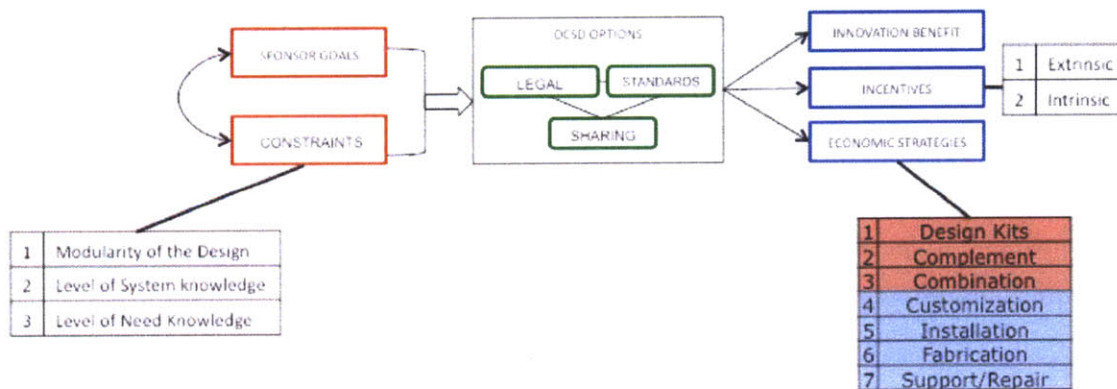 SPONSOR GOALS
CONSTRAINTS
1 Modularity of the Design
2 Level of System knowledge
3 Level of Need Knowledge
OCSD OPTIONS
LEGAL
STANDARDS
SHARING
INNOVATION BENEFIT
INCENTIVES
ECONOMIC STRATEGIES
1 Extrinsic
2 Intrinsic
1 Design Kits
2 Complement
3 Combination
4 Customization
5 Installation
6 Fabrication
7 Support/Repair